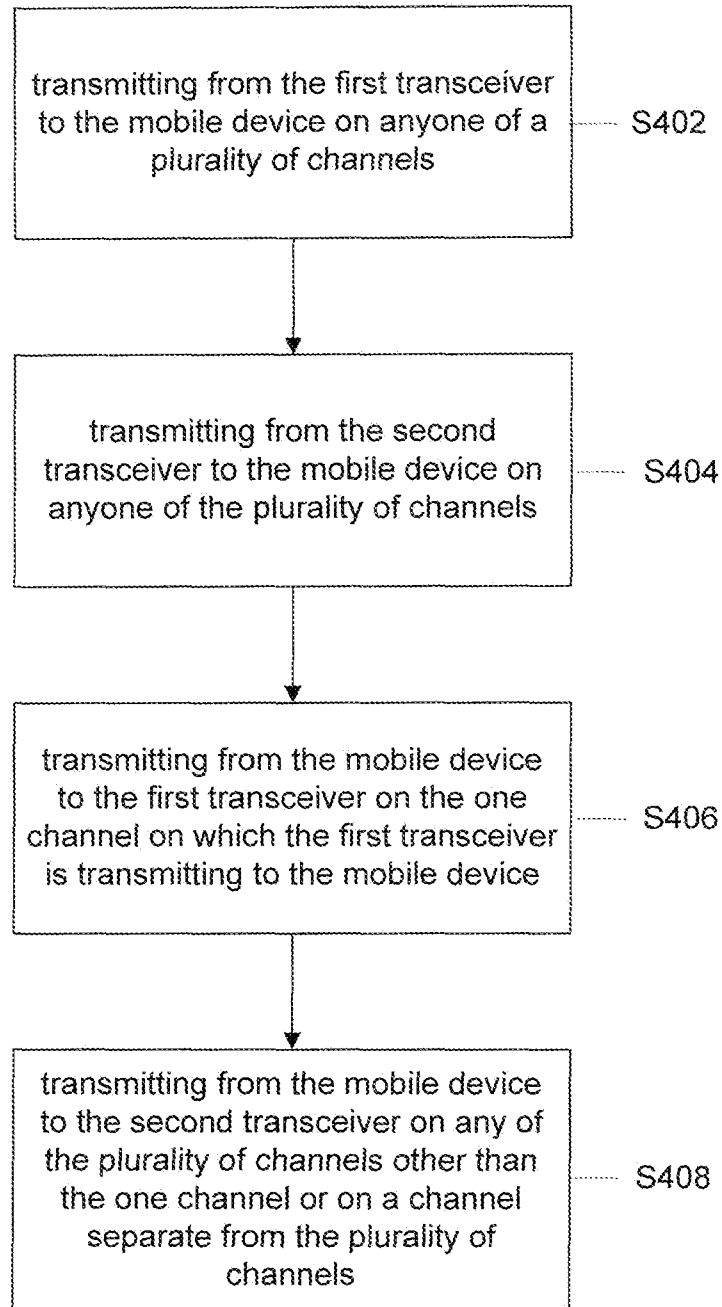 transmitting from the first transceiver
to the mobile device on anyone of a
plurality of channels
S402
transmitting from the second
transceiver to the mobile device on
anyone of the plurality of channels
S404
transmitting from the mobile device
to the first transceiver on the one
channel on which the first transceiver
is transmitting to the mobile device
S406
transmitting from the mobile device
to the second transceiver on any of
the plurality of channels other than
the one channel or on a channel
separate from the plurality of
channels
S408